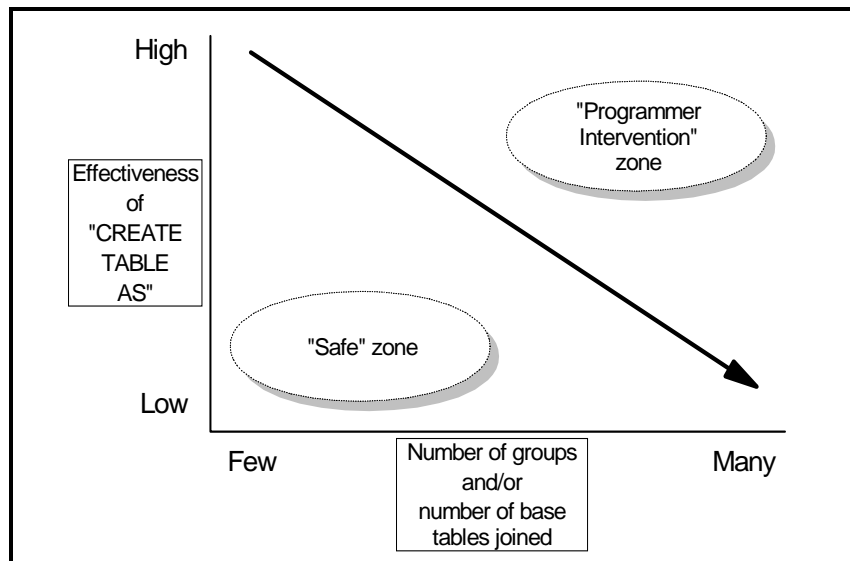 High
"Programmer
Intervention"
zone
Effectiveness
of
"CREATE
TABLE
AS"
"Safe" zone
Low
Few
Number of groups
and/or
number of base
tables joined
Many